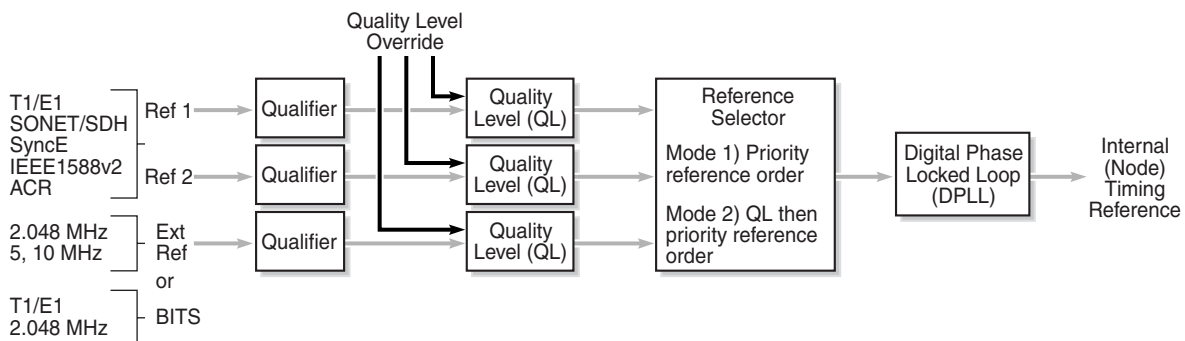 Quality Level
Override
T1/E1
SONET/SDH
SyncE
IEEE1588v2
ACR
Ref 1
Ref 2
2.048 MHz
5, 10 MHz
Ext
Ref
or
T1/E1
2.048 MHz
BITS
Qualifier
Qualifier
Qualifier
Quality
Level (QL)
Quality
Level (QL)
Quality
Level (QL)
Reference
Selector
Mode 1) Priority
reference order
Mode 2) QL then
priority reference
order
Digital Phase
Locked Loop
(DPLL)
Internal
(Node)
Timing
Reference